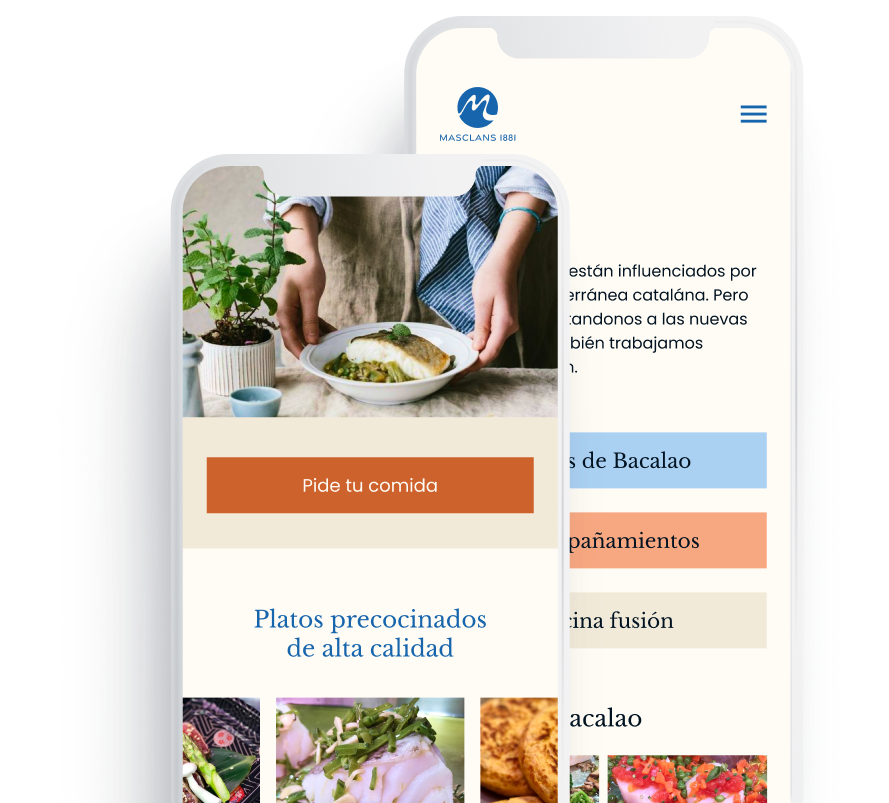 MASCLANS 1881
están influenciados por
erránea catalána. Pero
tandonos a las nuevas
bién trabajamos
n.
s de Bacalao
pañamientos
cina fusión
acalao
Pide tu comida
Platos precocinados
de alta calidad